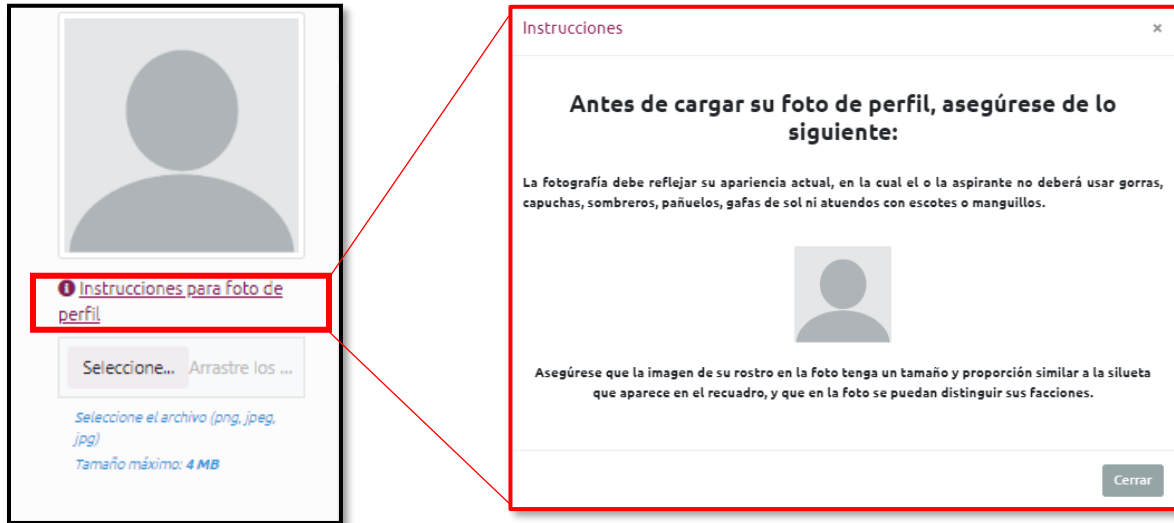 Instrucciones para foto de
perfil
Seleccione... Arrastre los ...
Seleccione el archivo (png, jpeg,
jpg)
Tamaño máximo: 4 MB
Instrucciones ×
Antes de cargar su foto de perfil, asegúrese de lo
siguiente:
La fotografía debe reflejar su apariencia actual, en la cual el o la aspirante no deberá usar gorras,
capuchas, sombreros, pañuelos, gafas de sol ni atuendos con escotes o manguillos.
Asegúrese que la imagen de su rostro en la foto tenga un tamaño y proporción similar a la silueta
que aparece en el recuadro, y que en la foto se puedan distinguir sus facciones.
Cerrar